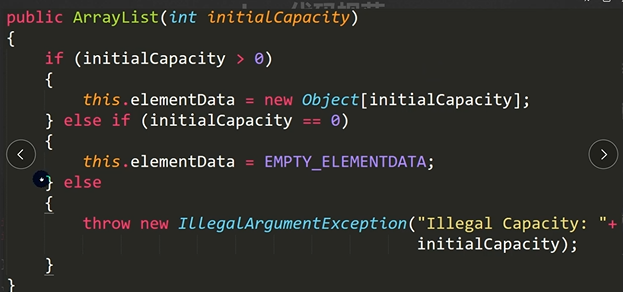 public ArrayList(int initialCapacity)
{
    if (initialCapacity > 0)
    {
        this.elementData = new Object[initialCapacity];
    } else if (initialCapacity == 0)
    {
        this.elementData = EMPTY_ELEMENTDATA;
    } else
    {
        throw new IllegalArgumentException("Illegal Capacity: "+
                                           initialCapacity);
    }
}